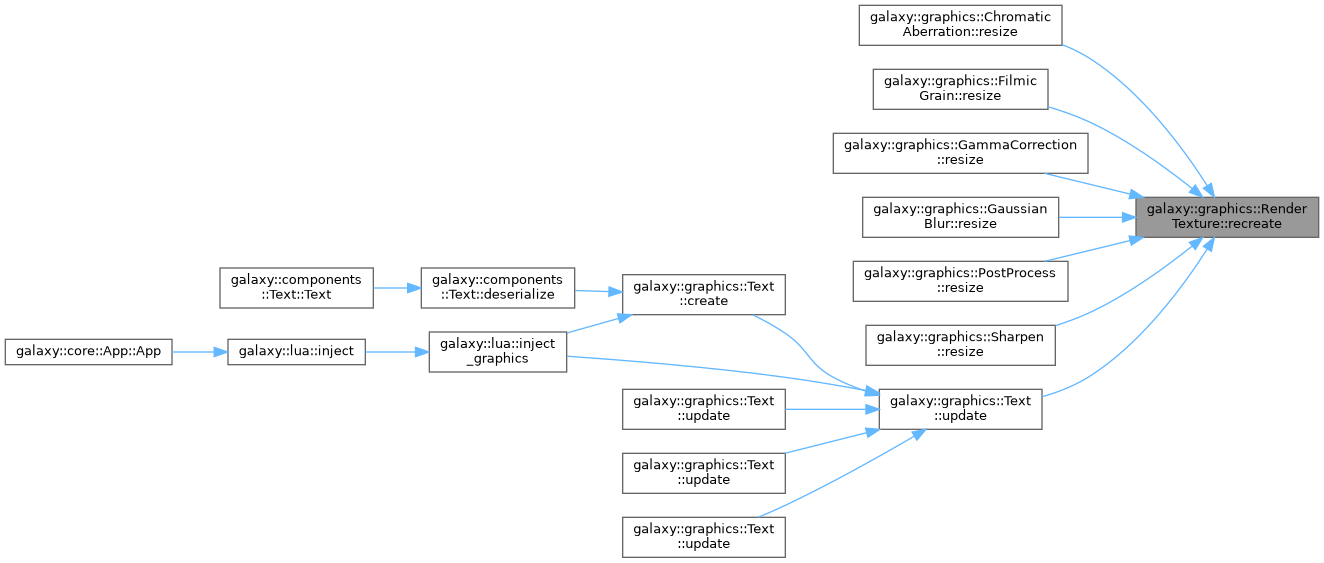 galaxy::graphics::Chromatic
Aberration::resize
galaxy::graphics::Filmic
Grain::resize
galaxy::graphics::GammaCorrection
::resize
galaxy::graphics::Gaussian
Blur::resize
galaxy::graphics::Render
Texture::recreate
galaxy::graphics::PostProcess
::resize
galaxy::components
::Text::Text
galaxy::components
::Text::deserialize
galaxy::graphics::Text
::create
galaxy::graphics::Sharpen
::resize
galaxy::core::App::App
galaxy::lua::inject
galaxy::lua::inject
_graphics
galaxy::graphics::Text
::update
galaxy::graphics::Text
::update
galaxy::graphics::Text
::update
galaxy::graphics::Text
::update